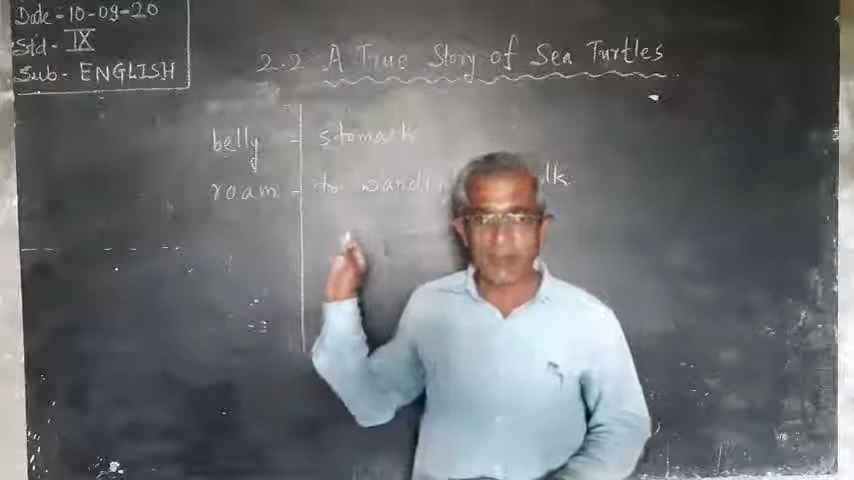 Date - 10-09-20
Std - IX
Sub - ENGLISH
2.2 A True Story of Sea Turtles
belly - stomach
roam - to